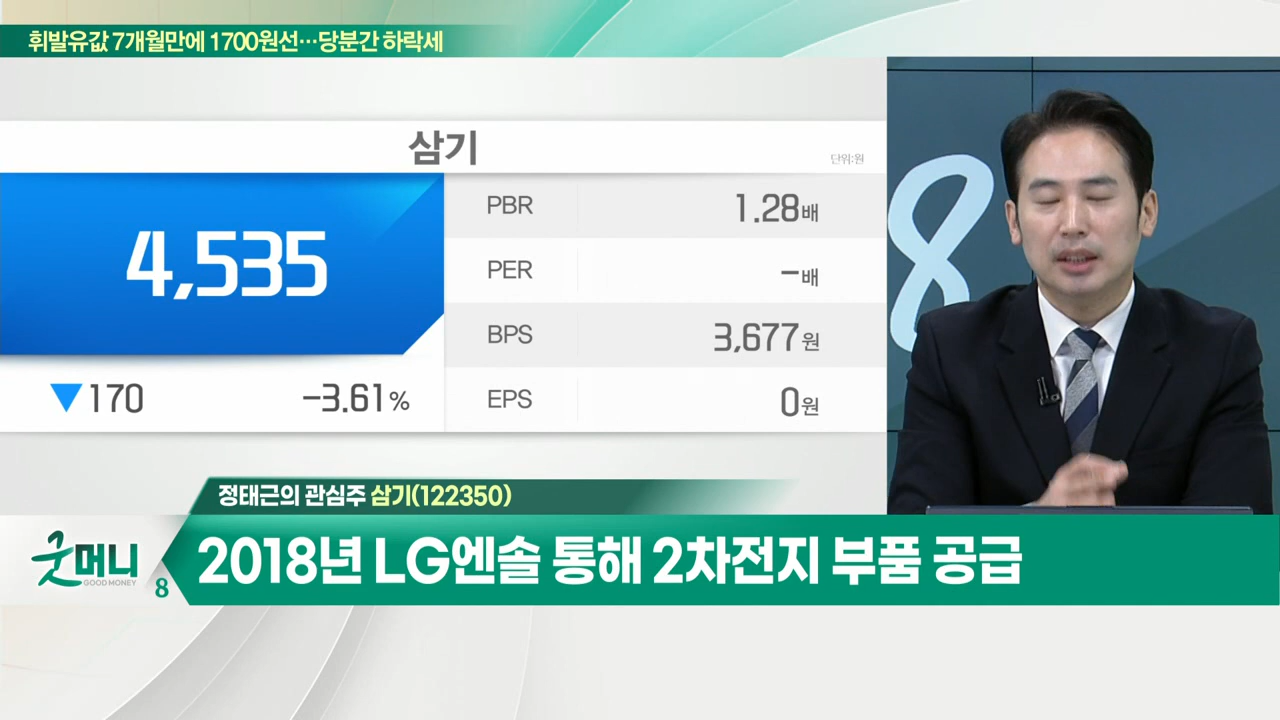 휘발유값 7개월만에 1700원선…당분간 하락세
삼기
단위:원
4,535
▼170 -3.61%
PBR 1.28배
PER -배
BPS 3,677원
EPS 0원
8
정태근의 관심주 삼기(122350)
굿머니
GOOD MONEY
8
2018년 LG엔솔 통해 2차전지 부품 공급